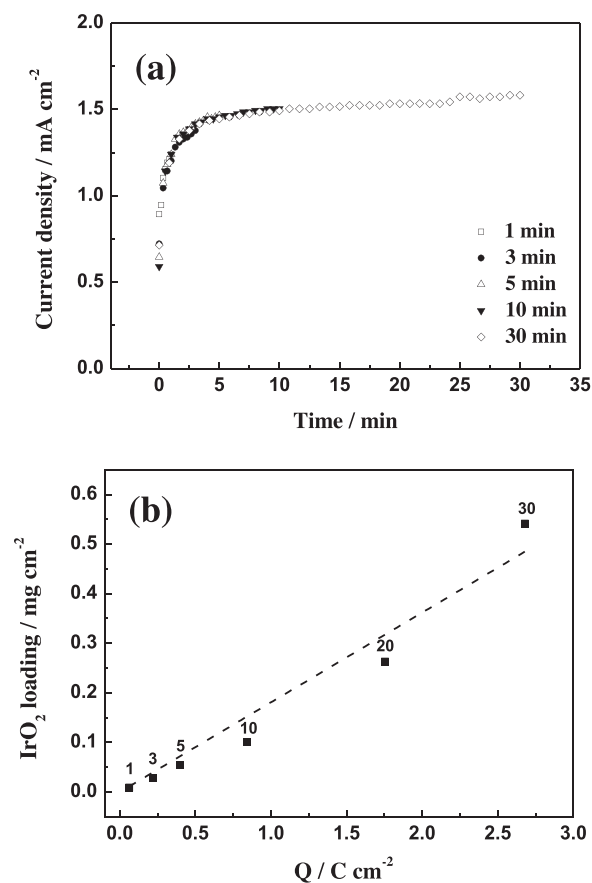 (a)
2.0
1.5
1.0
0.5
0.0
Current density / mA cm⁻²
1 min
3 min
5 min
10 min
30 min
0 5 10 15 20 25 30 35
Time / min
(b)
0.6
0.5
0.4
0.3
0.2
0.1
0.0
IrO₂ loading / mg cm⁻²
1
3
5
10
20
30
0.0 0.5 1.0 1.5 2.0 2.5 3.0
Q / C cm⁻²